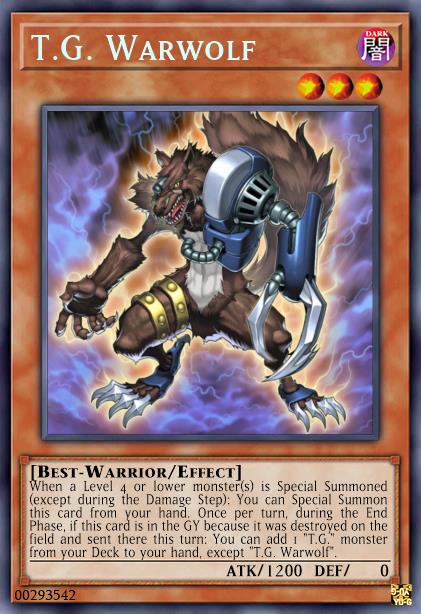 T.G. Warwolf
DARK
闇
[Best-Warrior/Effect]
When a Level 4 or lower monster(s) is Special Summoned
(except during the Damage Step): You can Special Summon
this card from your hand. Once per turn, during the End
Phase, if this card is in the GY because it was destroyed on the
field and sent there this turn: You can add 1 "T.G." monster
from your Deck to your hand, except "T.G. Warwolf".
ATK/1200 DEF/ 0
00293542